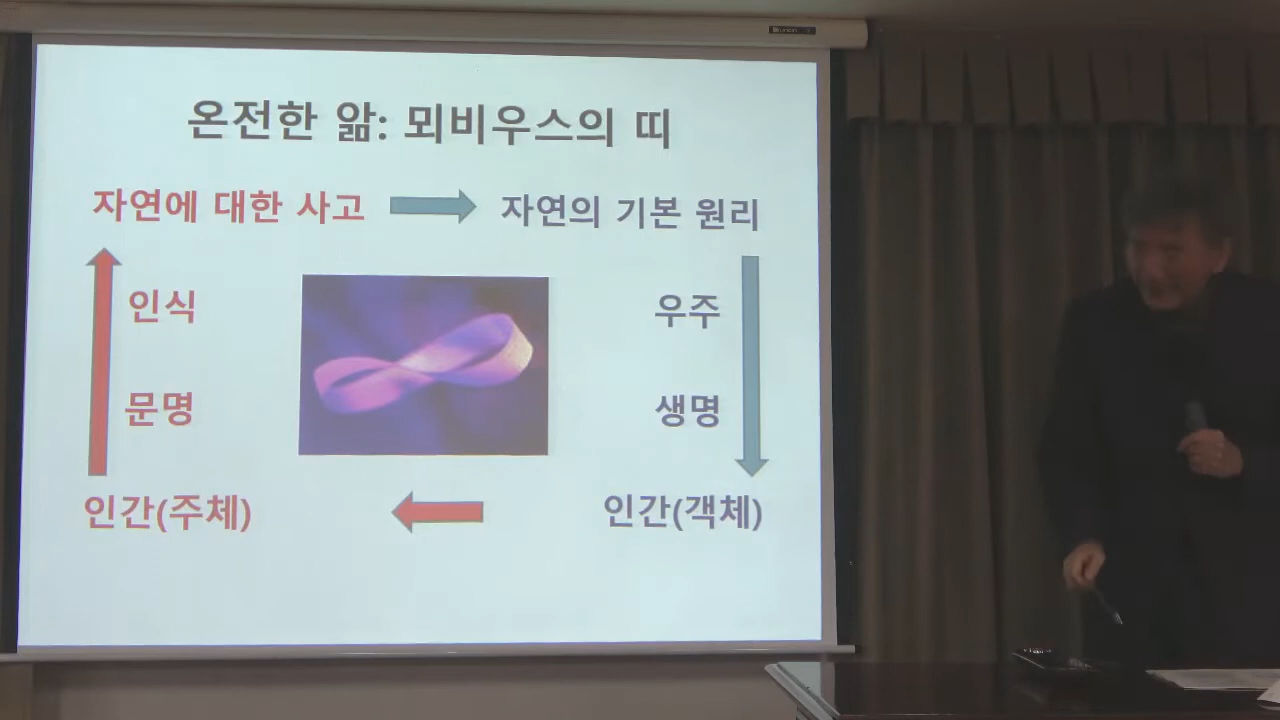 온전한 앎: 뫼비우스의 띠
자연에 대한 사고 자연의 기본 원리
인식 우주
문명 생명
인간(주체) 인간(객체)